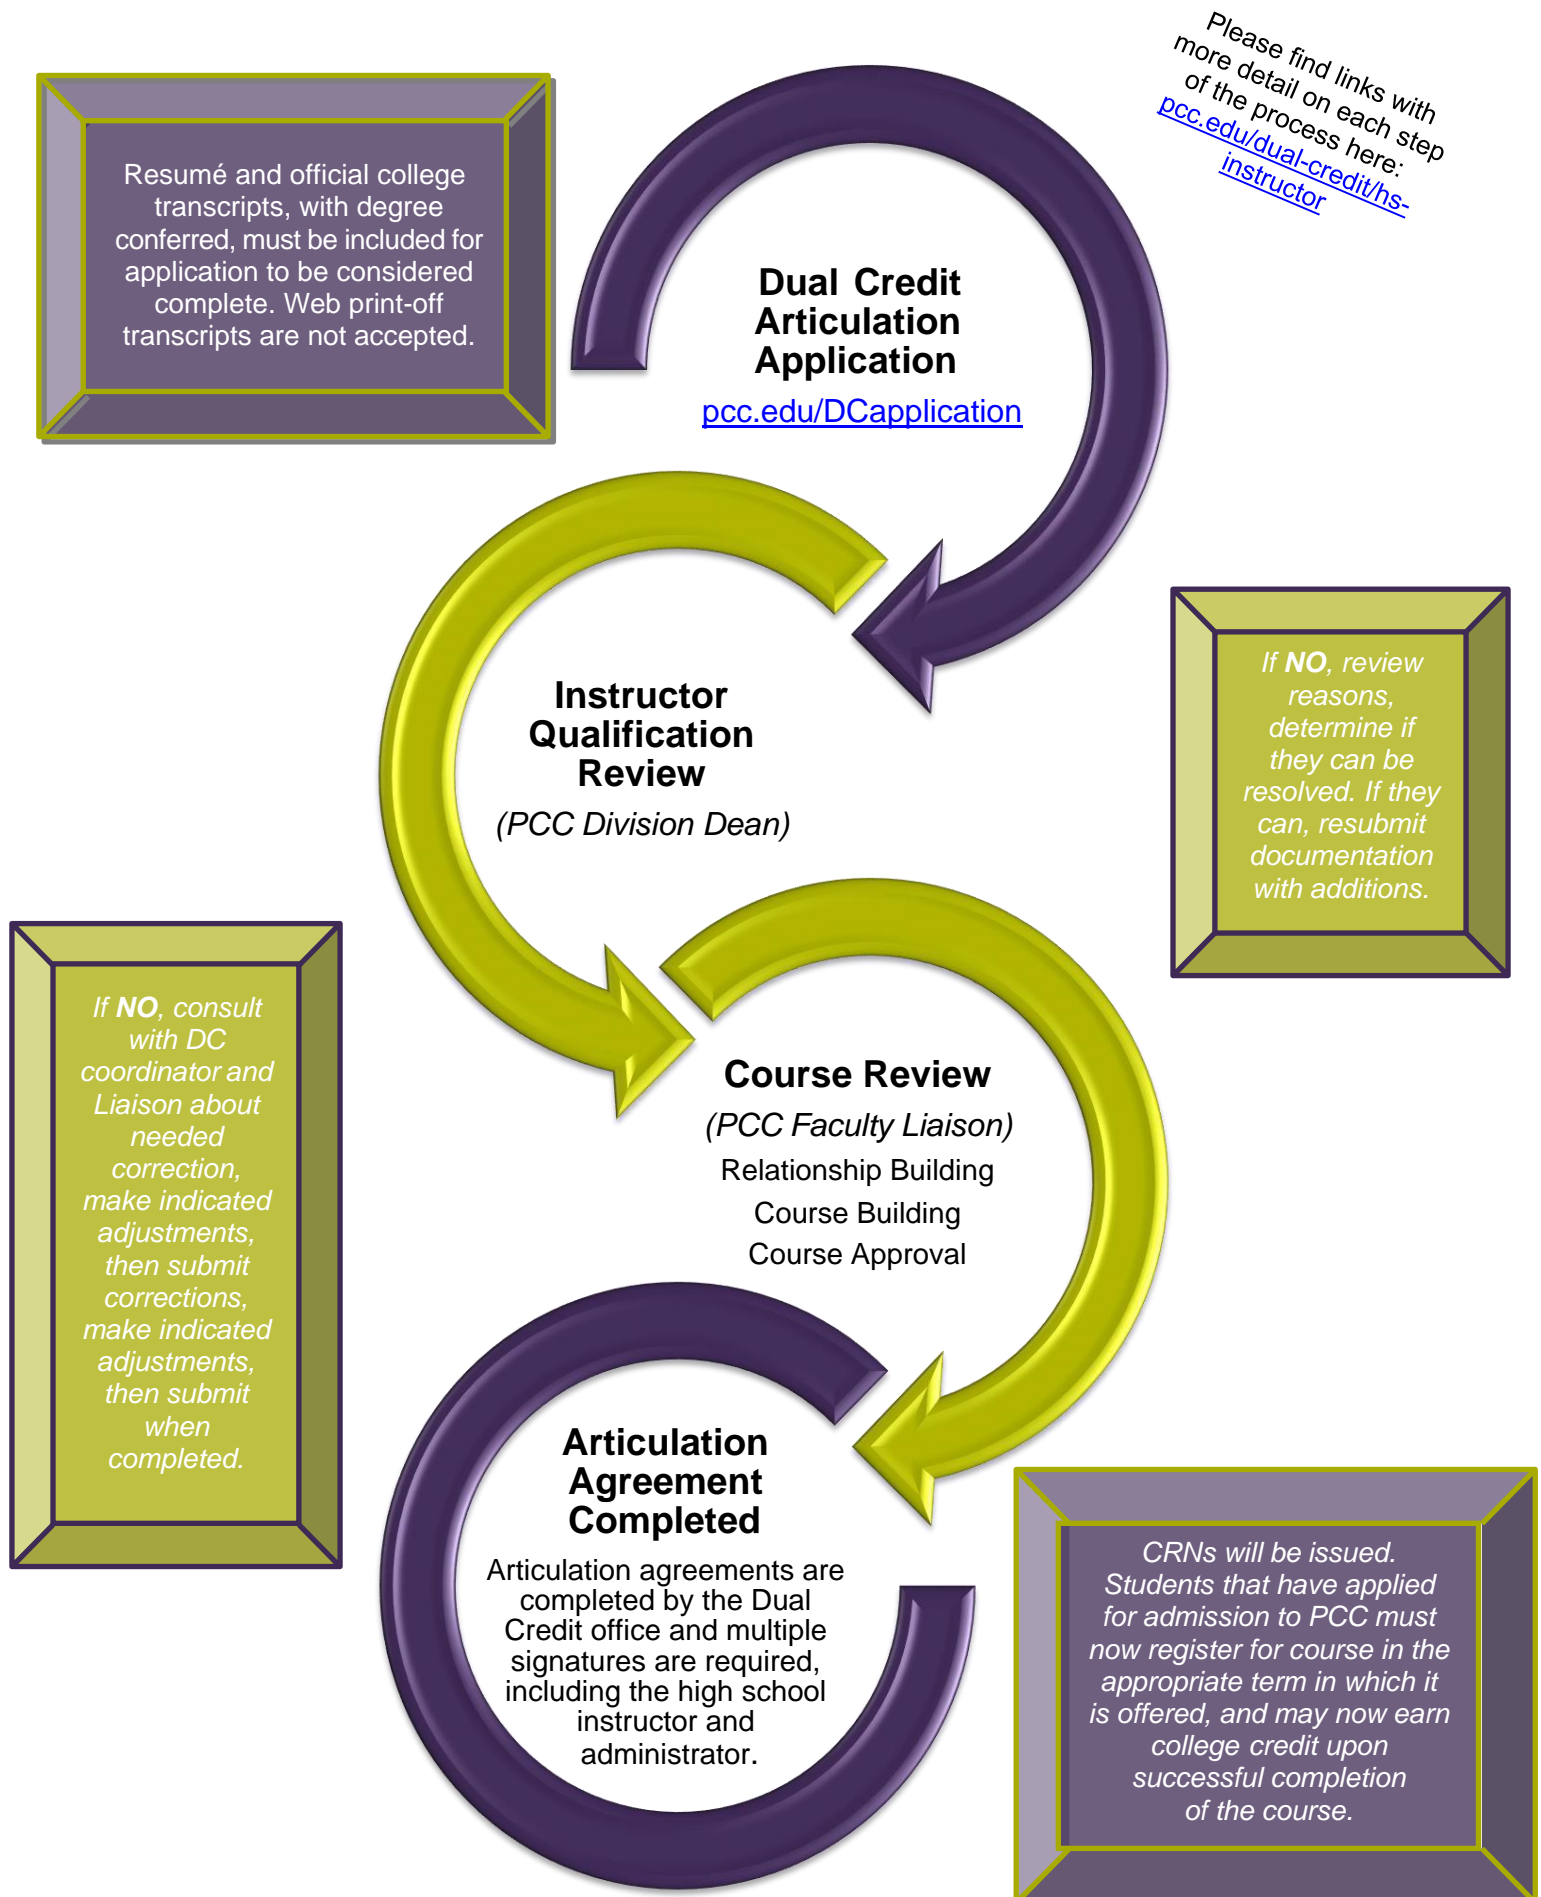 Please find links with
more detail on each step
of the process here:
pcc.edu/dual-credit/hs-
instructor
Resumé and official college
transcripts, with degree
conferred, must be included for
application to be considered
complete. Web print-off
transcripts are not accepted.
Dual Credit
Articulation
Application
pcc.edu/DCapplication
Instructor
Qualification
Review
(PCC Division Dean)
If NO, review
reasons,
determine if
they can be
resolved. If they
can, resubmit
documentation
with additions.
Course Review
(PCC Faculty Liaison)
Relationship Building
Course Building
Course Approval
If NO, consult
with DC
coordinator and
Liaison about
needed
correction,
make indicated
adjustments,
then submit
corrections,
make indicated
adjustments,
then submit
when
completed.
Articulation
Agreement
Completed
Articulation agreements are
completed by the Dual
Credit office and multiple
signatures are required,
including the high school
instructor and
administrator.
CRNs will be issued.
Students that have applied
for admission to PCC must
now register for course in the
appropriate term in which it
is offered, and may now earn
college credit upon
successful completion
of the course.